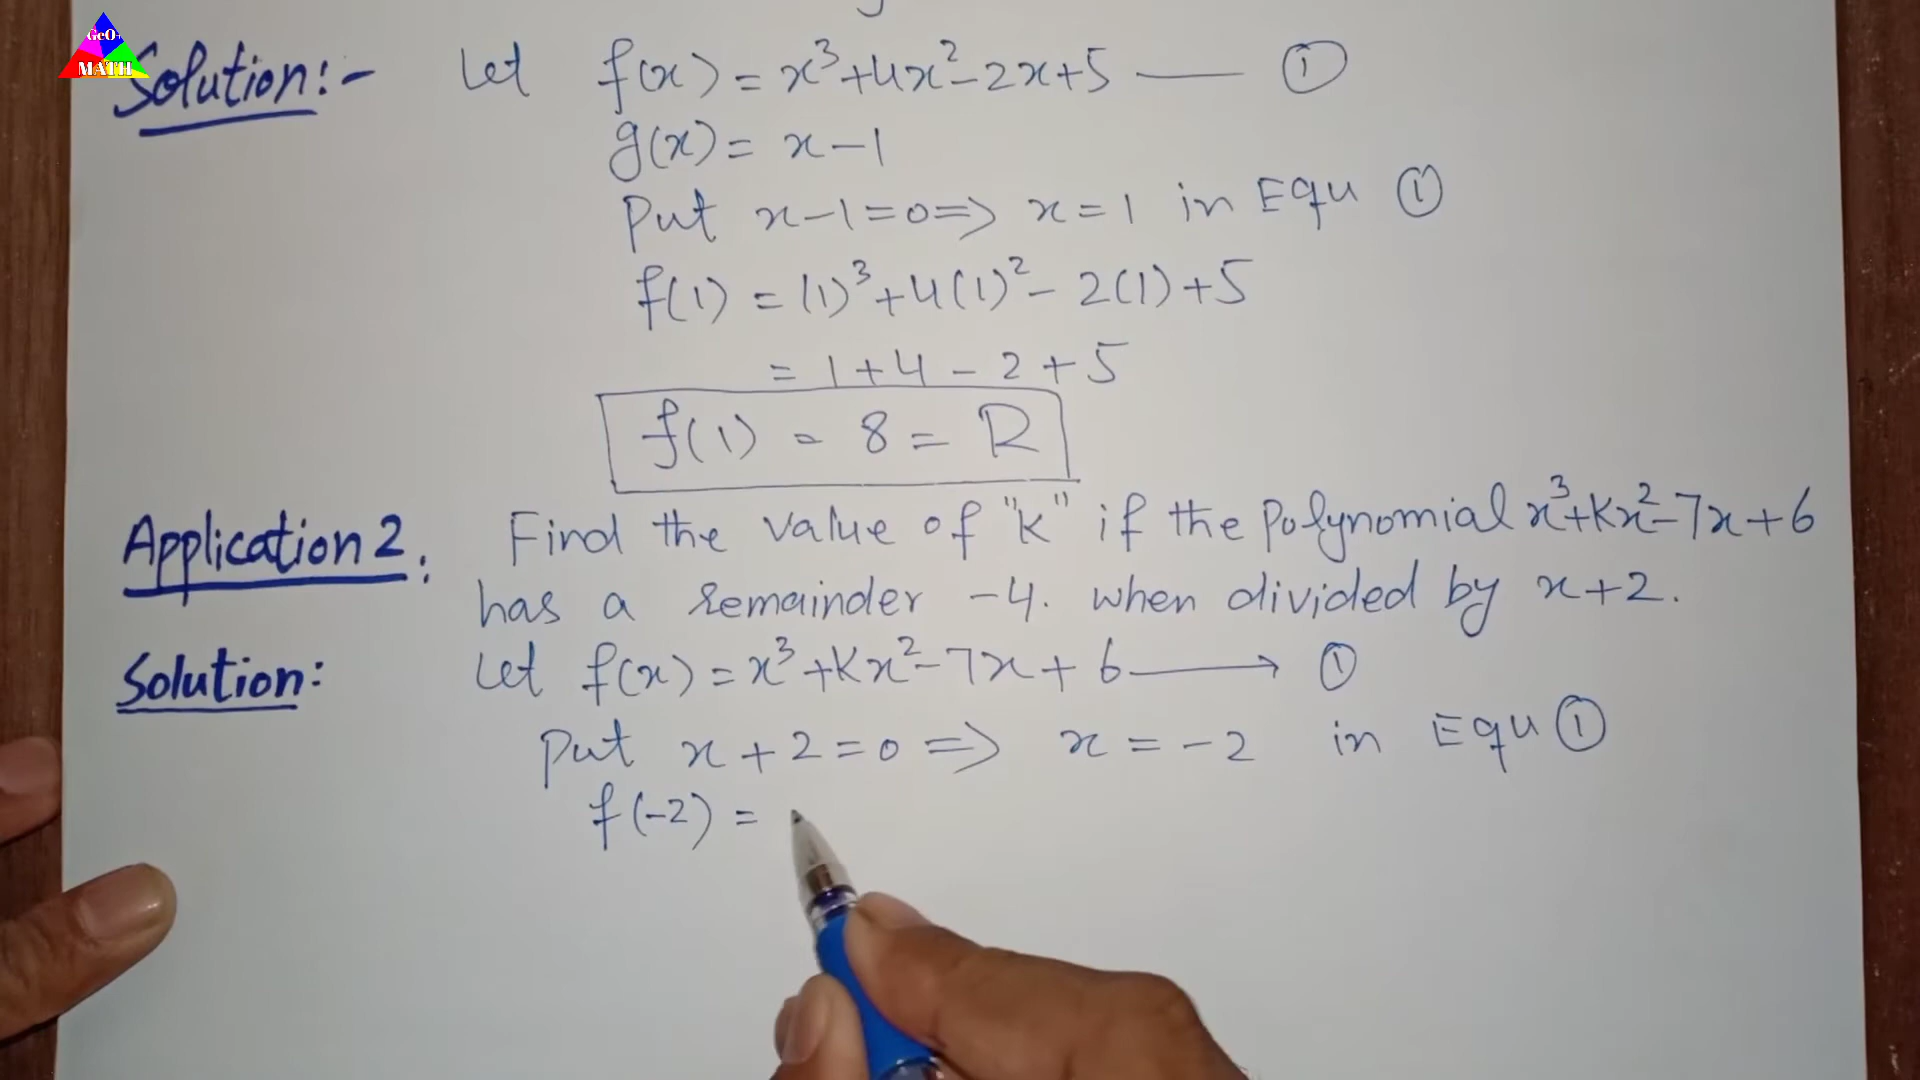 GeO+
MATH
Solution:- Let f(x) = x³+4x²-2x+5 —— ①
g(x) = x-1
Put x-1=0 => x=1 in Equ ①
f(1) = (1)³+4(1)²-2(1)+5
= 1+4-2+5
f(1) = 8 = R
Application 2: Find the value of "K" if the polynomial x³+Kx²-7x+6
has a remainder -4. when divided by x+2.
Solution: Let f(x) = x³+Kx²-7x+6 ⟶ ①
Put x+2=0 => x=-2 in Equ ①
f(-2) =